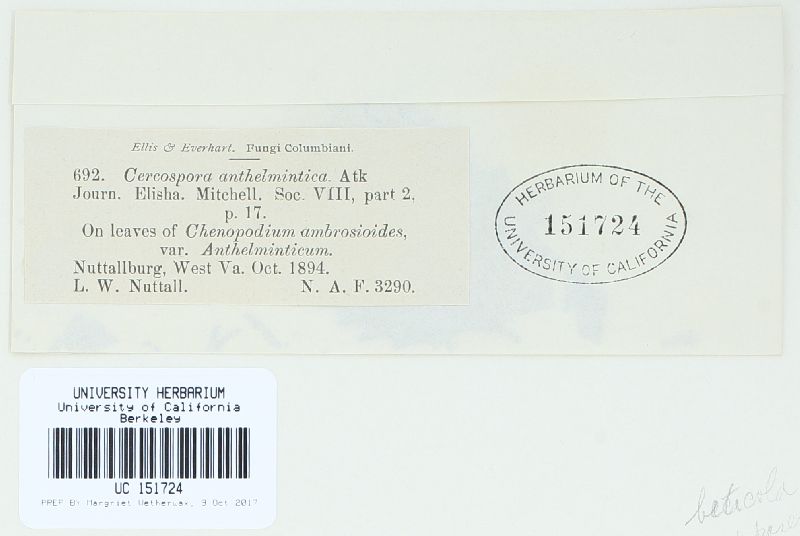 Ellis & Everhart. Fungi Columbiani.
692. Cercospora anthelmintica. Atk
Journ. Elisha. Mitchell. Soc. VIII, part 2,
p. 17.
On leaves of Chenopodium ambrosioides,
var. Anthelminticum.
Nuttallburg, West Va. Oct. 1894.
L. W. Nuttall. N. A. F. 3290.
HERBARIUM OF THE
151724
UNIVERSITY OF CALIFORNIA
UNIVERSITY HERBARIUM
University of California
Berkeley
UC 151724
PREP BY Margriet Wetherwax, 9 Oct 2017
beticola